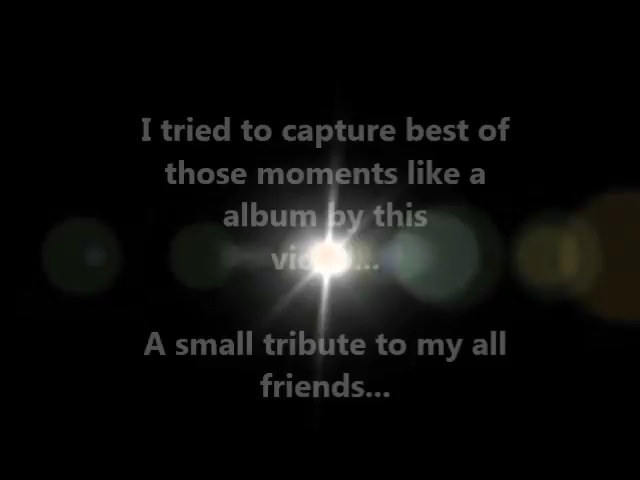 I tried to capture best of
those moments like a
album by this
...
A small tribute to my all
friends...